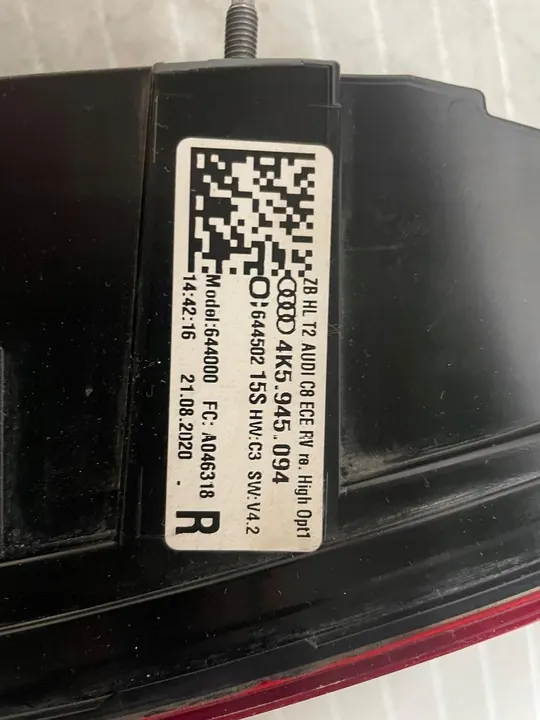 ZB HL T2 AUDI C8 ECE RV re. High Opt1
4K5.945.094
O: 644502 15S HW:C3 SW:V4.2
Model:644000 FC: A046318
14:42:16 21.08.2020 .
R